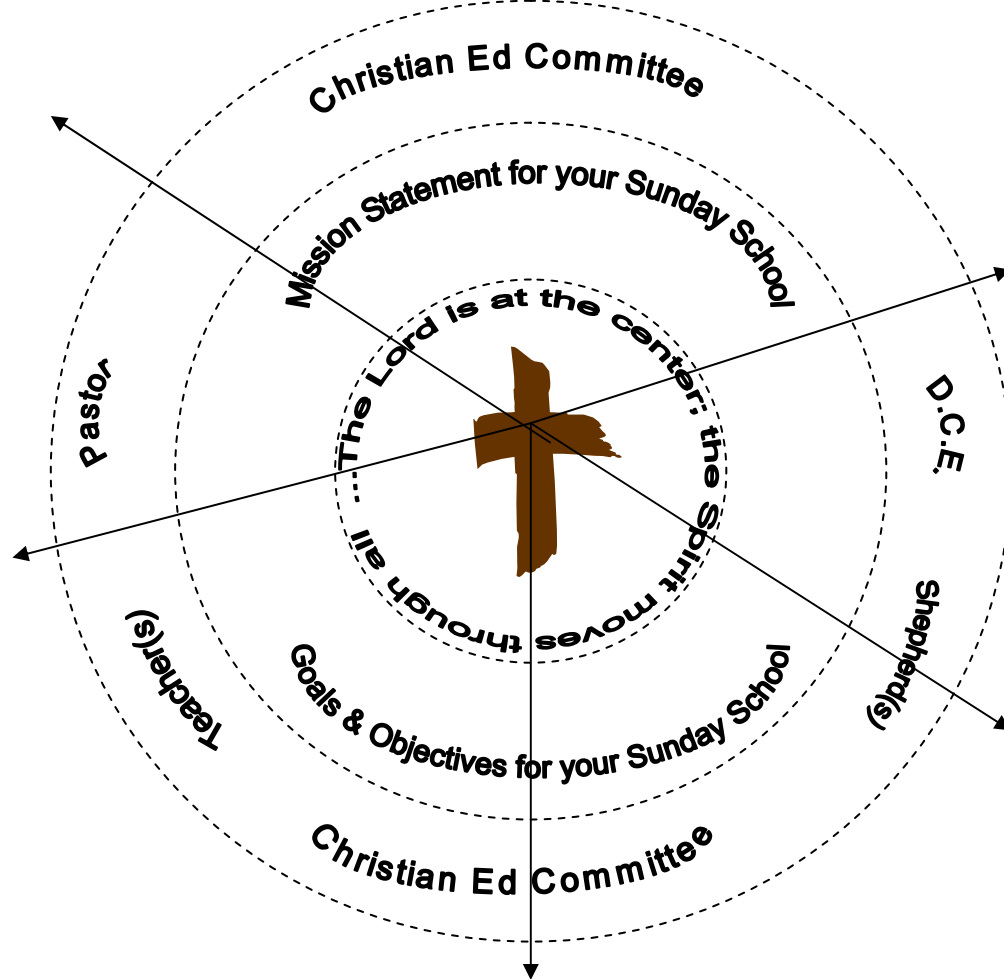 Christian Ed Committee
Mission Statement for your Sunday School
....The Lord is at the center; the Spirit moves through all
Pastor
D.C.E.
Teacher(s)
Shepherd(s)
Goals & Objectives for your Sunday School
Christian Ed Committee